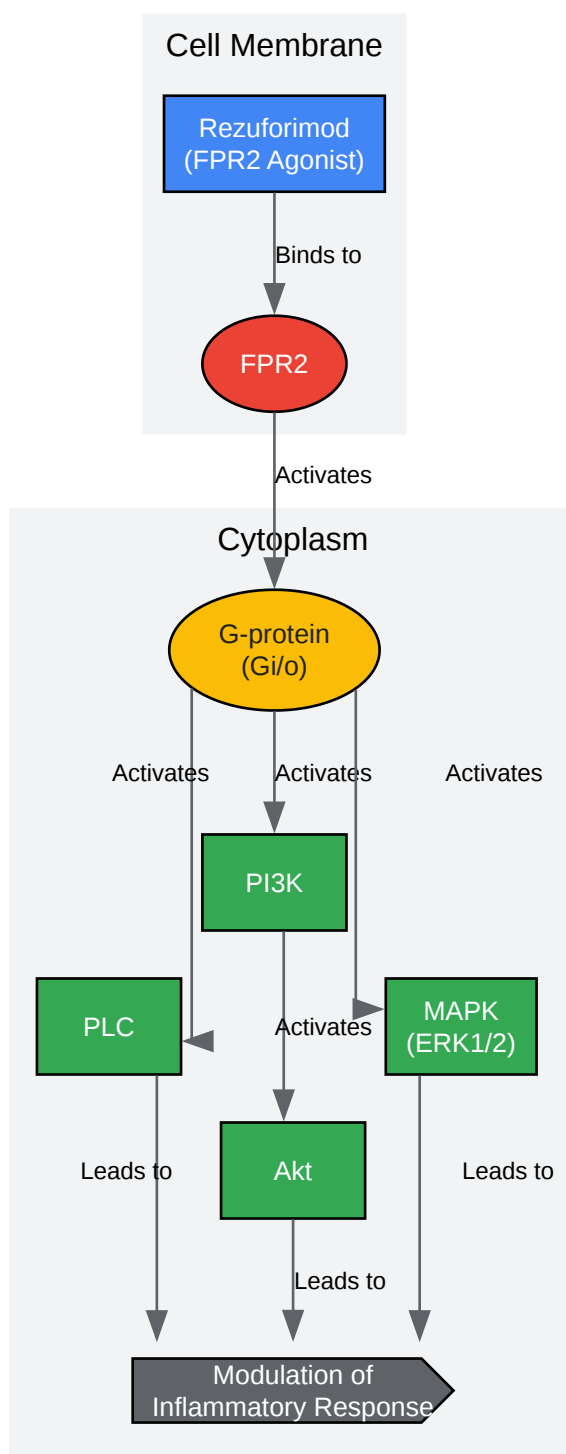 Cell Membrane
Rezuforimod
(FPR2 Agonist)
Binds to
FPR2
Activates
Cytoplasm
G-protein
(Gi/o)
Activates
Activates
Activates
PI3K
PLC
Activates
MAPK
(ERK1/2)
Akt
Leads to
Leads to
Leads to
Modulation of
Inflammatory Response